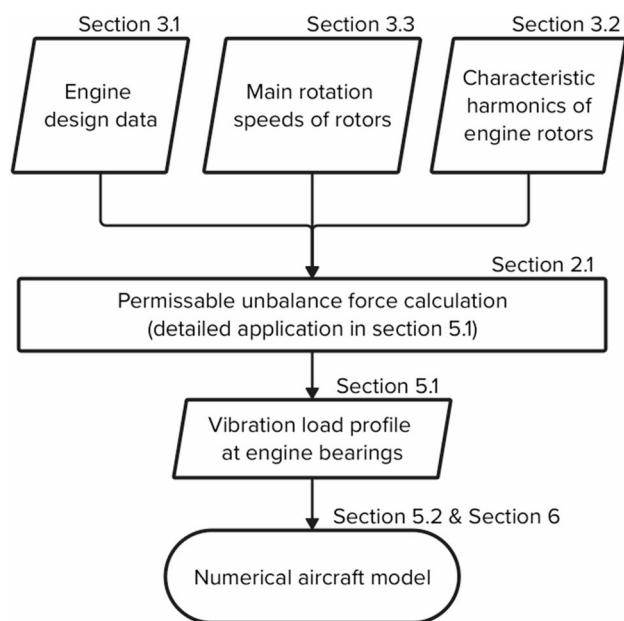 Section 3.1
Section 3.3
Section 3.2
Engine
design data
Main rotation
speeds of rotors
Characteristic
harmonics of
engine rotors
Section 2.1
Permissable unbalance force calculation
(detailed application in section 5.1)
Section 5.1
Vibration load profile
at engine bearings
Section 5.2 & Section 6
Numerical aircraft model